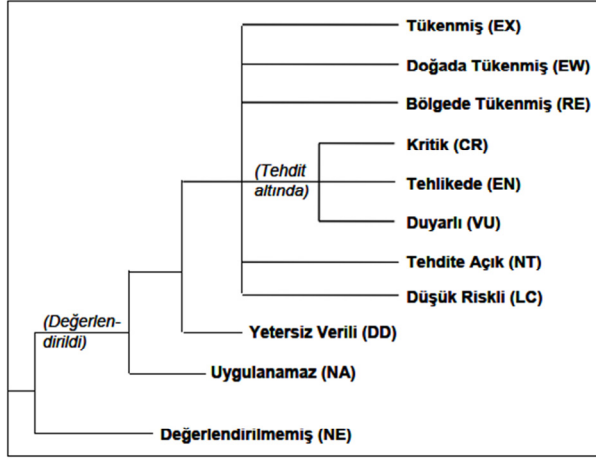 Tükenmiş (EX)
Doğada Tükenmiş (EW)
Bölgede Tükenmiş (RE)
Kritik (CR)
(Tehdit
altında)
Tehlikede (EN)
Duyarlı (VU)
Tehdite Açık (NT)
Düşük Riskli (LC)
(Değerlen-
dirildi)
Yetersiz Verili (DD)
Uygulanamaz (NA)
Değerlendirilmemiş (NE)